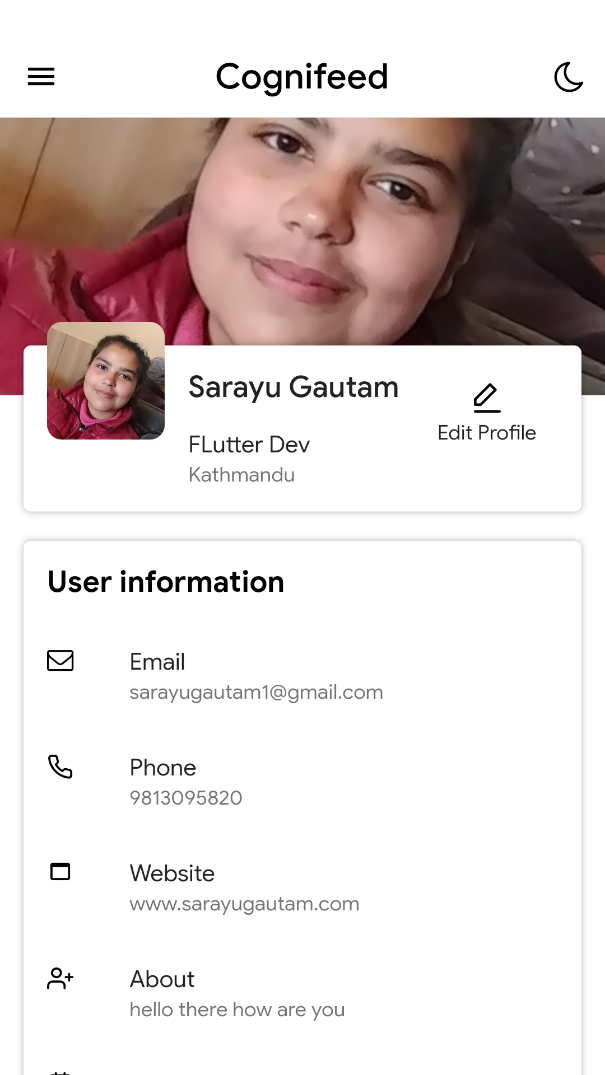 Cognifeed
Sarayu Gautam
FLutter Dev
Kathmandu
Edit Profile
User information
Email
sarayugautam1@gmail.com
Phone
9813095820
Website
www.sarayugautam.com
About
hello there how are you